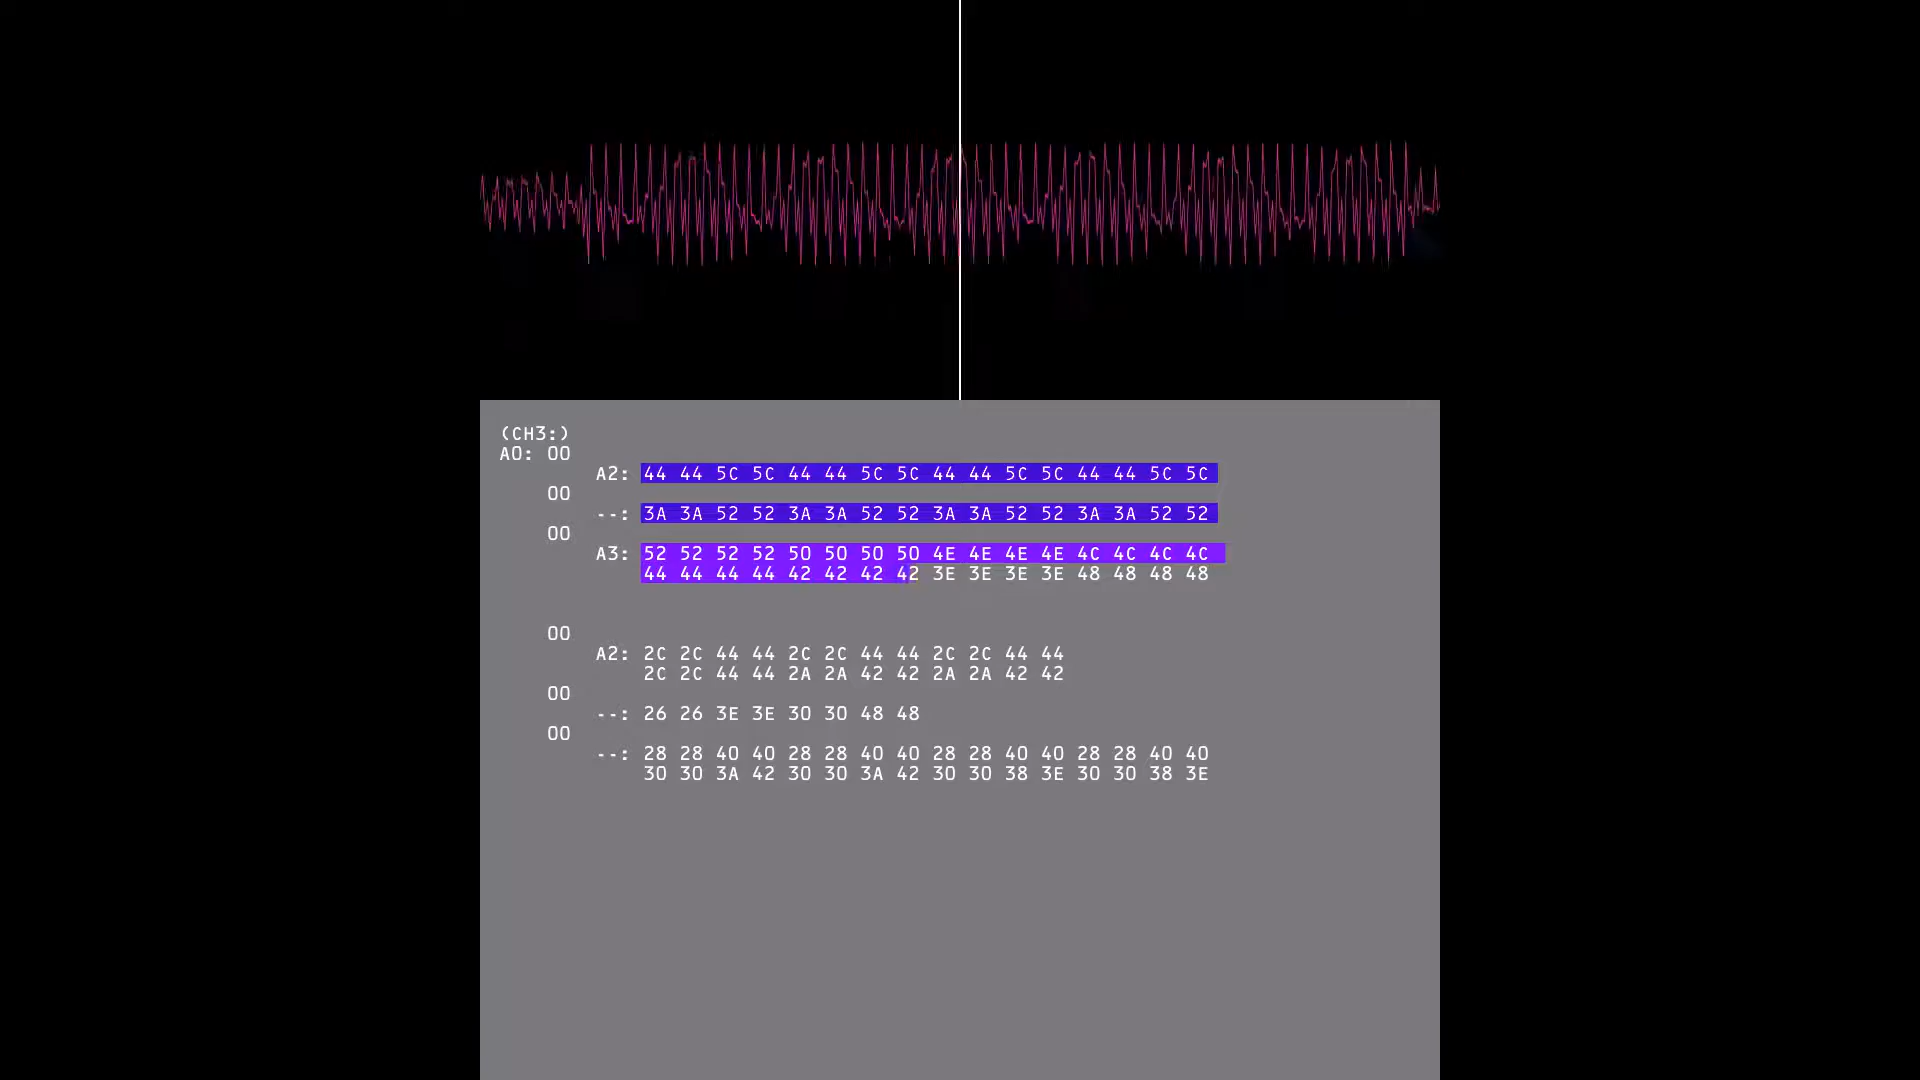 (CH3:)
A0: 00
A2: 44 44 5C 5C 44 44 5C 5C 44 44 5C 5C 44 44 5C 5C
00
--: 3A 3A 52 52 3A 3A 52 52 3A 3A 52 52 3A 3A 52 52
00
A3: 52 52 52 52 50 50 50 50 4E 4E 4E 4E 4C 4C 4C 4C
44 44 44 44 42 42 42 42 3E 3E 3E 3E 48 48 48 48
00
A2: 2C 2C 44 44 2C 2C 44 44 2C 2C 44 44
2C 2C 44 44 2A 2A 42 42 2A 2A 42 42
00
--: 26 26 3E 3E 30 30 48 48
00
--: 28 28 40 40 28 28 40 40 28 28 40 40 28 28 40 40
30 30 3A 42 30 30 3A 42 30 30 38 3E 30 30 38 3E